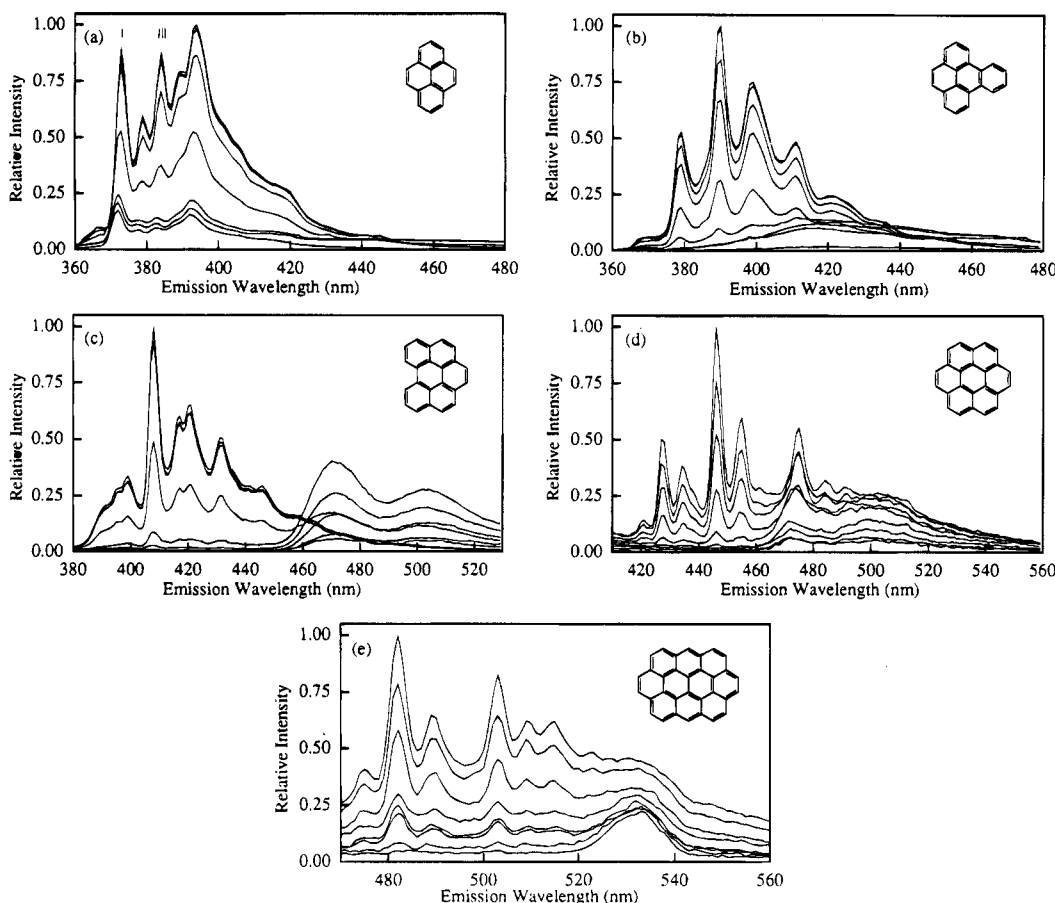 (a)
I
III
Relative Intensity
1.00
0.75
0.50
0.25
0.00
360 380 400 420 440 460 480
Emission Wavelength (nm)
(b)
Relative Intensity
1.00
0.75
0.50
0.25
0.00
380 400 420 440 460 480
Emission Wavelength (nm)
(c)
Relative Intensity
1.00
0.75
0.50
0.25
0.00
380 400 420 440 460 480 500 520
Emission Wavelength (nm)
(d)
Relative Intensity
1.00
0.75
0.50
0.25
0.00
420 440 460 480 500 520 540 560
Emission Wavelength (nm)
(e)
Relative Intensity
1.00
0.75
0.50
0.25
0.00
480 500 520 540 560
Emission Wavelength (nm)